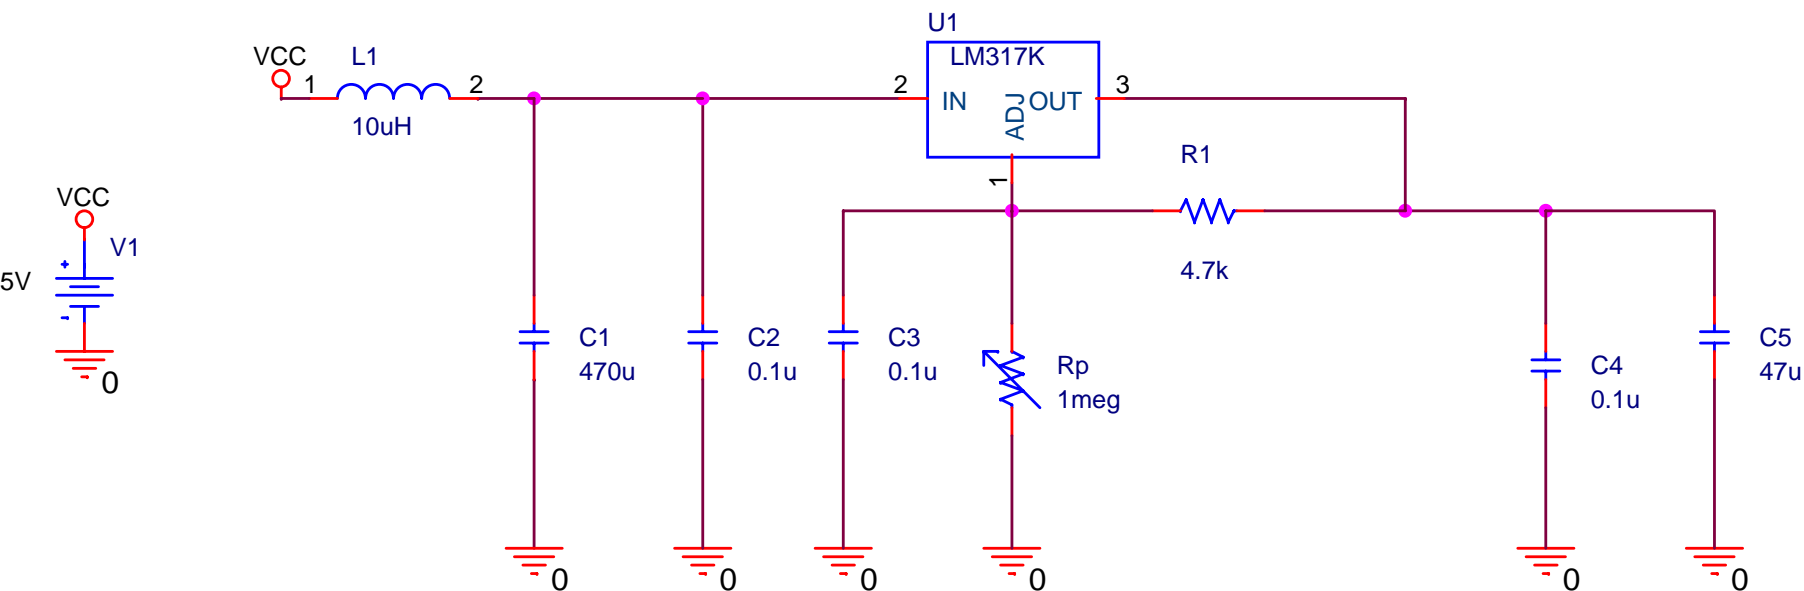 U1
VCC
L1
LM317K
1
2
2
3
IN
ADJ
OUT
10uH
R1
1
VCC
V1
5V
+
-
4.7k
C1
470u
C2
0.1u
C3
0.1u
Rp
1meg
C4
0.1u
C5
47u
0
0
0
0
0
0
0